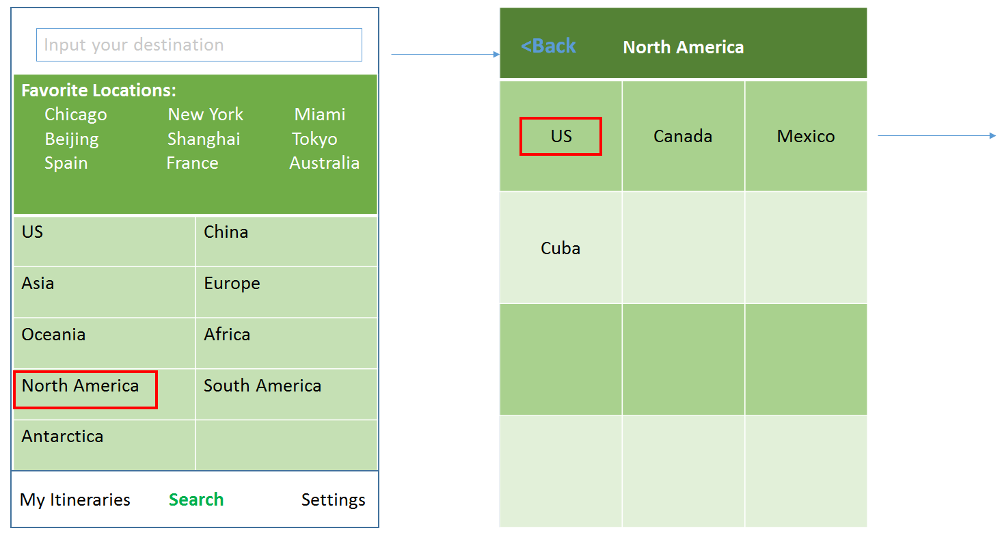 Input your destination
Favorite Locations:
Chicago New York Miami
Beijing Shanghai Tokyo
Spain France Australia
US China
Asia Europe
Oceania Africa
North America South America
Antarctica
My Itineraries Search Settings
<Back North America
US Canada Mexico
Cuba